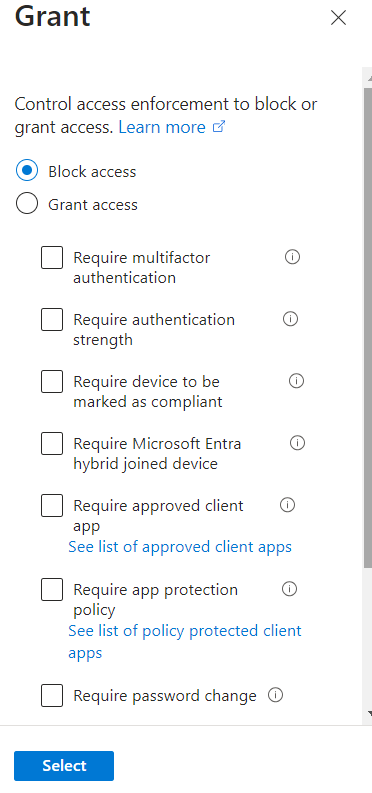 Grant
Control access enforcement to block or
grant access. Learn more
Block access
Grant access
Require multifactor
authentication
Require authentication
strength
Require device to be
marked as compliant
Require Microsoft Entra
hybrid joined device
Require approved client
app
See list of approved client apps
Require app protection
policy
See list of policy protected client
apps
Require password change
Select